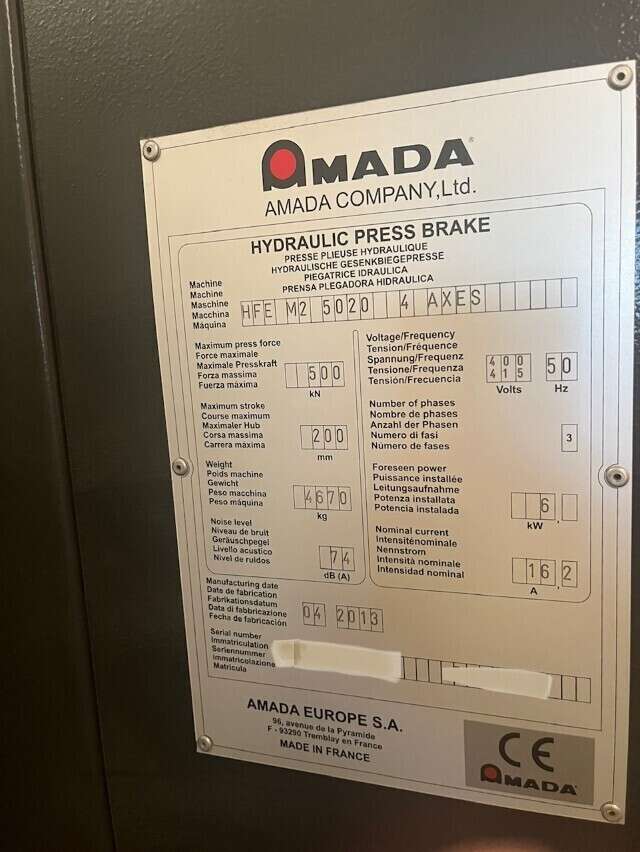 AMADA
AMADA COMPANY,Ltd.
HYDRAULIC PRESS BRAKE
PRESSE PLIEUSE HYDRAULIQUE
HYDRAULISCHE GESENKBIEGEPRESSE
PIEGATRICE IDRAULICA
PRENSA PLEGADORA HIDRAULICA
Machine
Machine
Maschine
Macchina
Máquina
HFE M2 5020 4 AXES
Maximum press force
Force maximale
Maximale Presskraft
Forza massima
Fuerza máxima
500
kN
Maximum stroke
Course maximum
Maximaler Hub
Corsa massima
Carrera máxima
200
mm
Weight
Poids machine
Gewicht
Peso macchina
Peso máquina
4670
kg
Noise level
Niveau de bruit
Geräuschpegel
Livello acustico
Nivel de ruidos
74
dB (A)
Voltage/Frequency
Tension/Fréquence
Spannung/Frequenz
Tensione/Frequenza
Tensión/Frecuencia
400
415
Volts
50
Hz
Number of phases
Nombre de phases
Anzahl der Phasen
Numero di fasi
Número de fases
3
Foreseen power
Puissance installée
Leitungsaufnahme
Potenza installata
Potencia instalada
6,
kW
Nominal current
Intensiténominale
Nennstrom
Intensità nominale
Intensidad nominal
16,2
A
Manufacturing date
Date de fabrication
Fabrikationsdatum
Data di fabbricazione
Fecha de fabricación
04 2013
Serial number
Immatriculation
Seriennummer
immatricolazione
Matricula
AMADA EUROPE S.A.
96, avenue de la Pyramide
F - 93290 Tremblay en France
MADE IN FRANCE
CE
AMADA